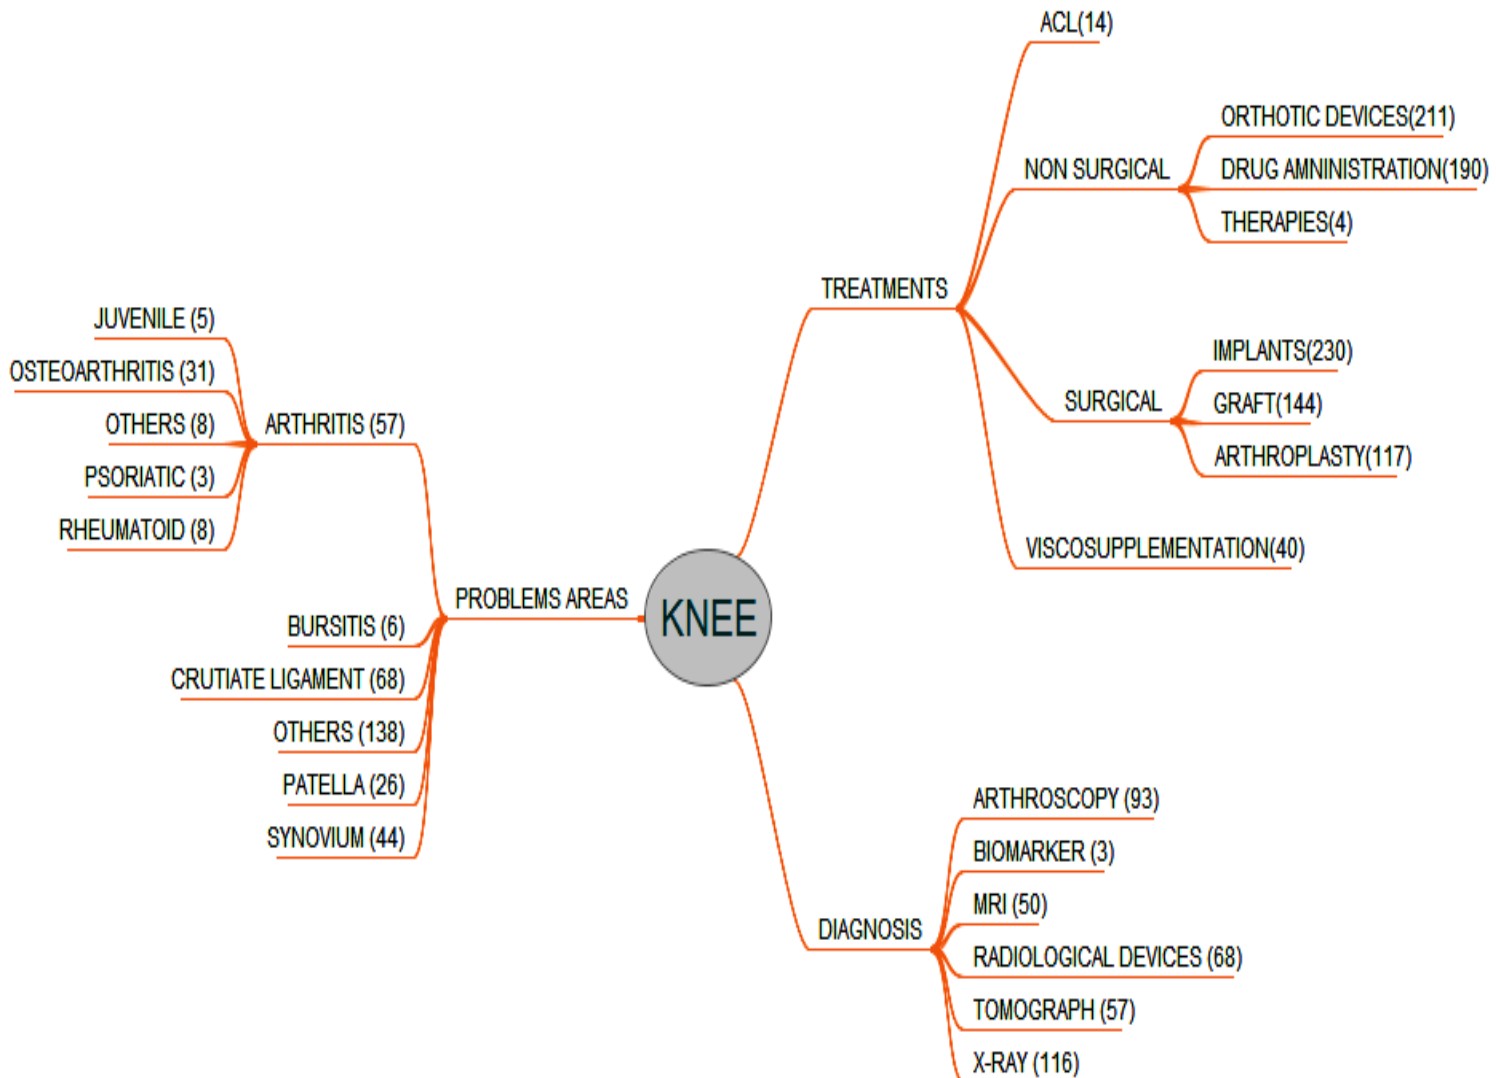 KNEE
TREATMENTS
ACL(14)
NON SURGICAL
ORTHOTIC DEVICES(211)
DRUG AMNINISTRATION(190)
THERAPIES(4)
SURGICAL
IMPLANTS(230)
GRAFT(144)
ARTHROPLASTY(117)
VISCOSUPPLEMENTATION(40)
PROBLEMS AREAS
ARTHRITIS (57)
JUVENILE (5)
OSTEOARTHRITIS (31)
OTHERS (8)
PSORIATIC (3)
RHEUMATOID (8)
BURSITIS (6)
CRUTIATE LIGAMENT (68)
OTHERS (138)
PATELLA (26)
SYNOVIUM (44)
DIAGNOSIS
ARTHROSCOPY (93)
BIOMARKER (3)
MRI (50)
RADIOLOGICAL DEVICES (68)
TOMOGRAPH (57)
X-RAY (116)